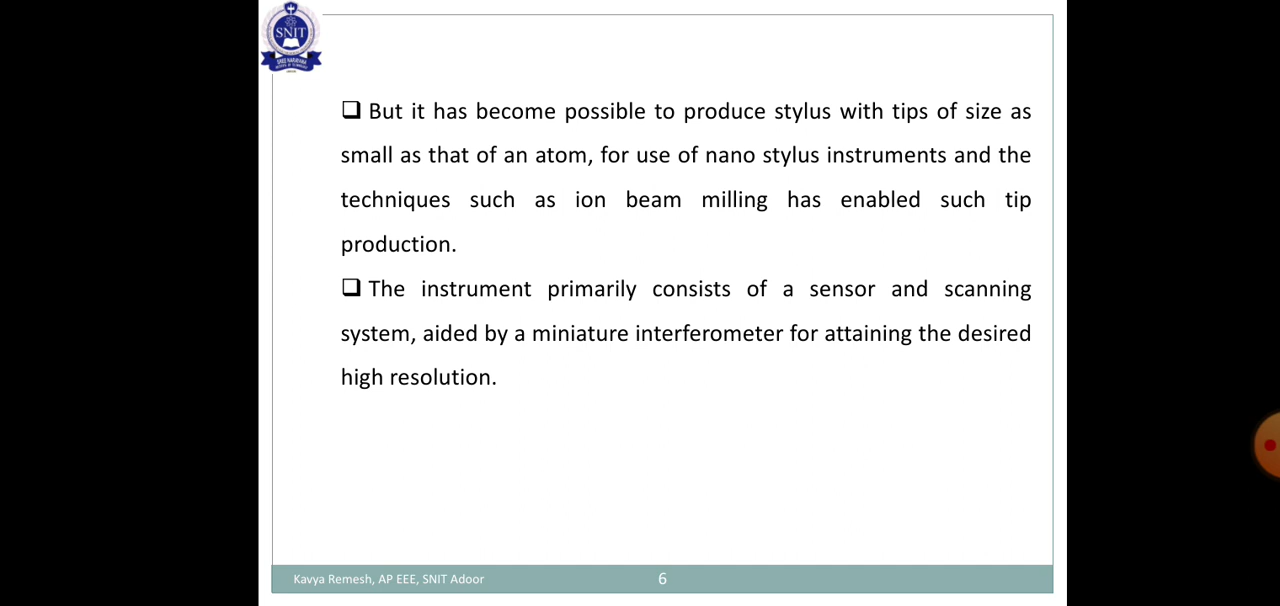 SNIT
❑ But it has become possible to produce stylus with tips of size as
small as that of an atom, for use of nano stylus instruments and the
techniques such as ion beam milling has enabled such tip
production.
❑ The instrument primarily consists of a sensor and scanning
system, aided by a miniature interferometer for attaining the desired
high resolution.
Kavya Remesh, AP EEE, SNIT Adoor 6